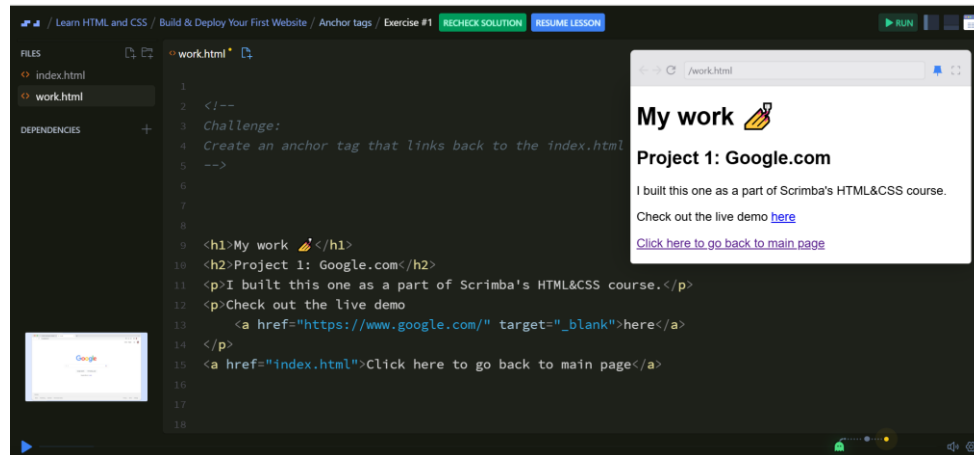 / Learn HTML and CSS / Build & Deploy Your First Website / Anchor tags / Exercise #1 RECHECK SOLUTION RESUME LESSON RUN
FILES
index.html
work.html
DEPENDENCIES
work.html
1
2 <!--
3 Challenge:
4 Create an anchor tag that links back to the index.html
5 -->
6
7
8
9 <h1>My work 💅</h1>
10 <h2>Project 1: Google.com</h2>
11 <p>I built this one as a part of Scrimba's HTML&CSS course.</p>
12 <p>Check out the live demo
13 <a href="https://www.google.com/" target="_blank">here</a>
14 </p>
15 <a href="index.html">Click here to go back to main page</a>
16
17
18
/work.html
My work 💅
Project 1: Google.com
I built this one as a part of Scrimba's HTML&CSS course.
Check out the live demo here
Click here to go back to main page
Google